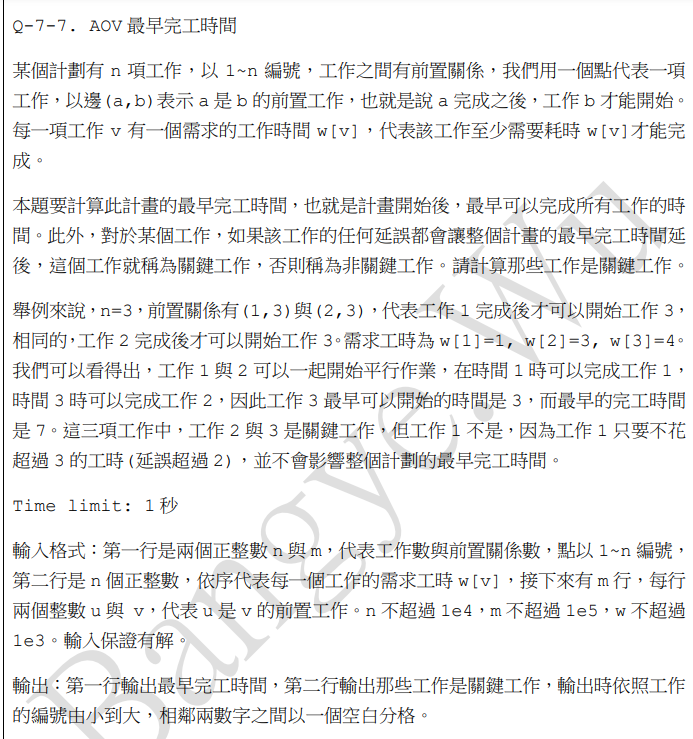 Q-7-7. AOV 最早完工時間
某個計劃有 n 項工作，以 1~n 編號，工作之間有前置關係，我們用一個點代表一項
工作，以邊(a,b)表示 a 是 b 的前置工作，也就是說 a 完成之後，工作 b 才能開始。
每一項工作 v 有一個需求的工作時間 w[v]，代表該工作至少需要耗時 w[v]才能完
成。
本題要計算此計畫的最早完工時間，也就是計畫開始後，最早可以完成所有工作的時
間。此外，對於某個工作，如果該工作的任何延誤都會讓整個計畫的最早完工時間延
後，這個工作就稱為關鍵工作，否則稱為非關鍵工作。請計算那些工作是關鍵工作。
舉例來說，n=3，前置關係有(1,3)與(2,3)，代表工作 1 完成後才可以開始工作 3，
相同的，工作 2 完成後才可以開始工作 3。需求工時為 w[1]=1, w[2]=3, w[3]=4。
我們可以看得出，工作 1 與 2 可以一起開始平行作業，在時間 1 時可以完成工作 1，
時間 3 時可以完成工作 2，因此工作 3 最早可以開始的時間是 3，而最早的完工時間
是 7。這三項工作中，工作 2 與 3 是關鍵工作，但工作 1 不是，因為工作 1 只要不花
超過 3 的工時(延誤超過 2)，並不會影響整個計劃的最早完工時間。
Time limit: 1 秒
輸入格式：第一行是兩個正整數 n 與 m，代表工作數與前置關係數，點以 1~n 編號，
第二行是 n 個正整數，依序代表每一個工作的需求工時 w[v]，接下來有 m 行，每行
兩個整數 u 與 v，代表 u 是 v 的前置工作。n 不超過 1e4，m 不超過 1e5，w 不超過
1e3。輸入保證有解。
輸出：第一行輸出最早完工時間，第二行輸出那些工作是關鍵工作，輸出時依照工作
的編號由小到大，相鄰兩數字之間以一個空白分格。
Bangye. Wu